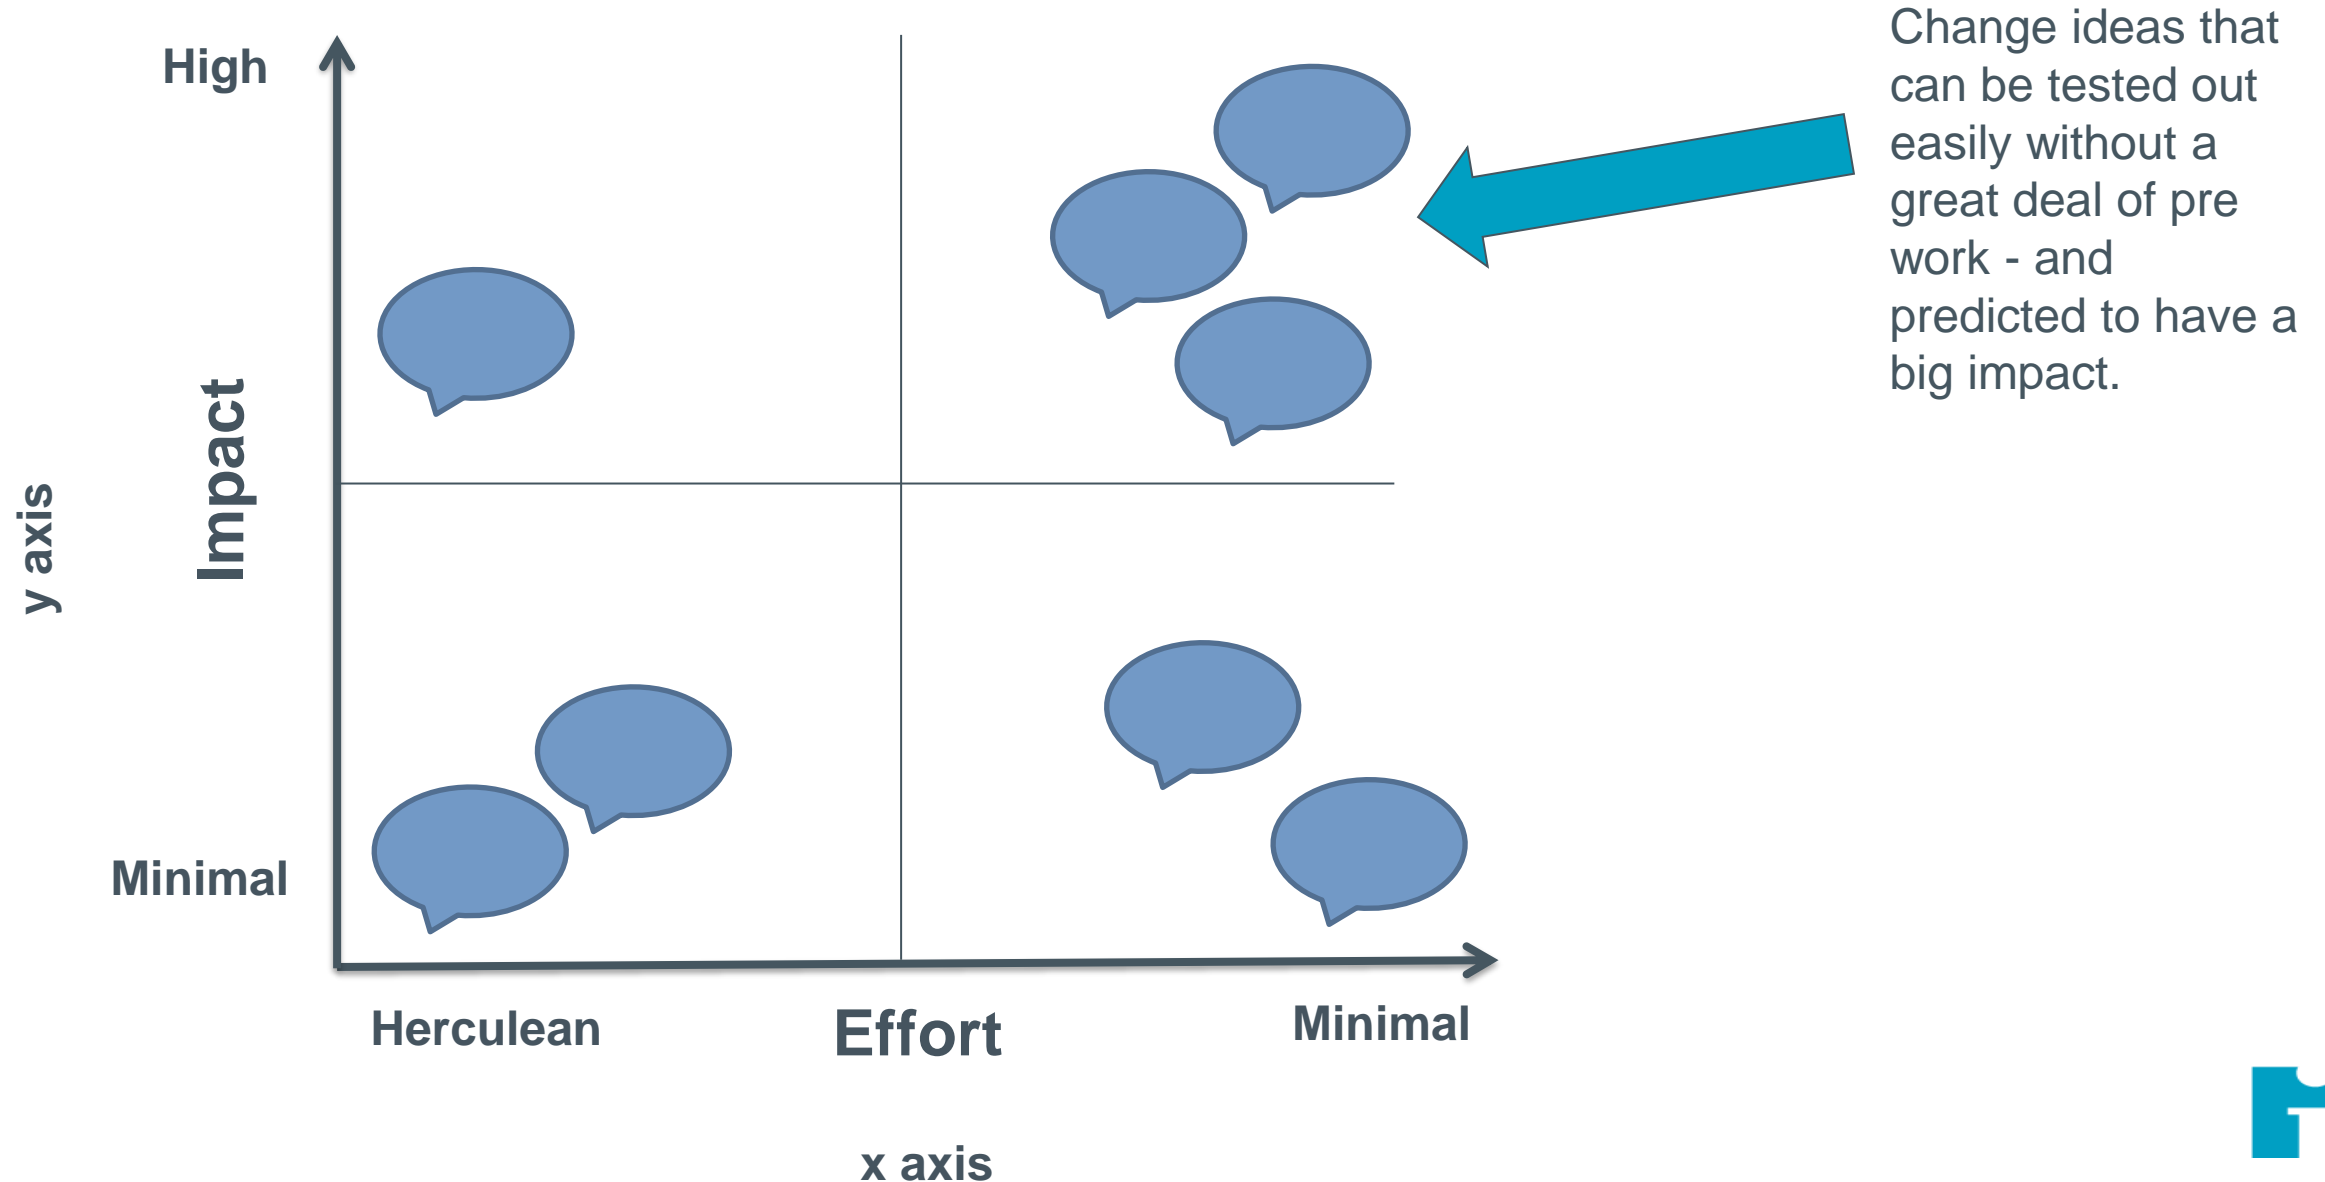 High
Impact
y axis
Minimal
Herculean
Effort
Minimal
x axis
Change ideas that
can be tested out
easily without a
great deal of pre
work - and
predicted to have a
big impact.